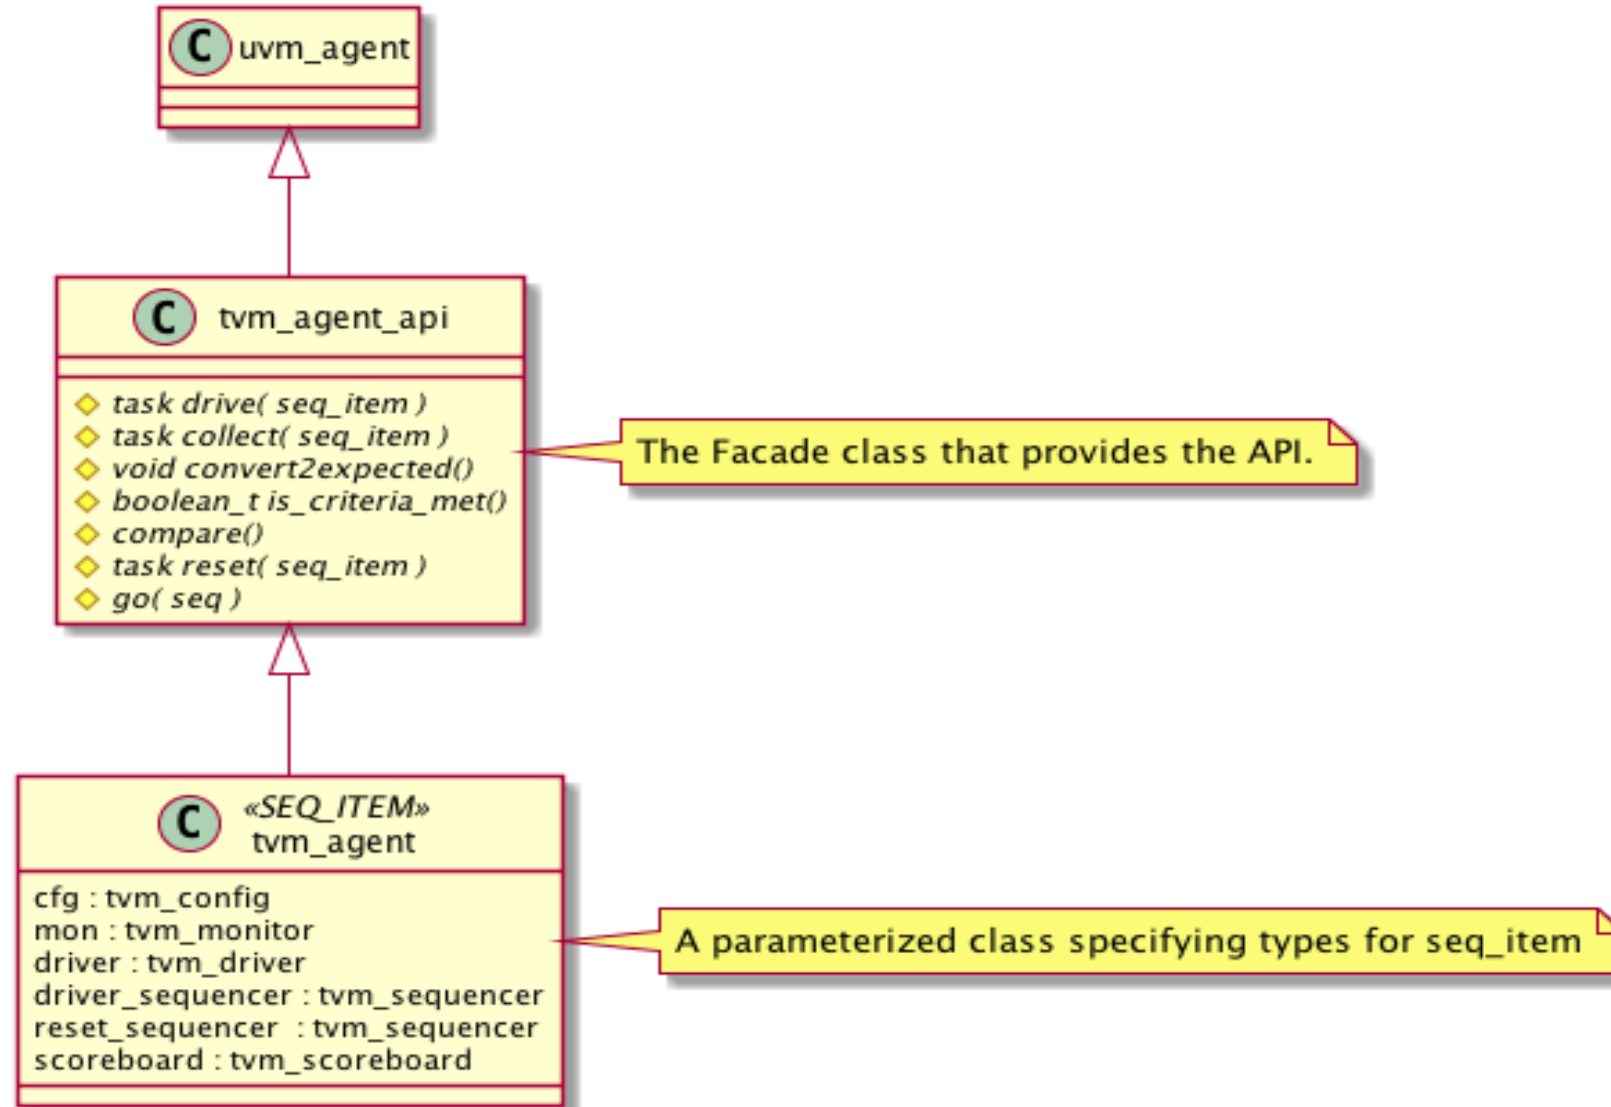 C uvm_agent
C tvm_agent_api
task drive( seq_item )
task collect( seq_item )
void convert2expected()
boolean_t is_criteria_met()
compare()
task reset( seq_item )
go( seq )
The Facade class that provides the API.
«SEQ_ITEM»
C tvm_agent
cfg : tvm_config
mon : tvm_monitor
driver : tvm_driver
driver_sequencer : tvm_sequencer
reset_sequencer : tvm_sequencer
scoreboard : tvm_scoreboard
A parameterized class specifying types for seq_item